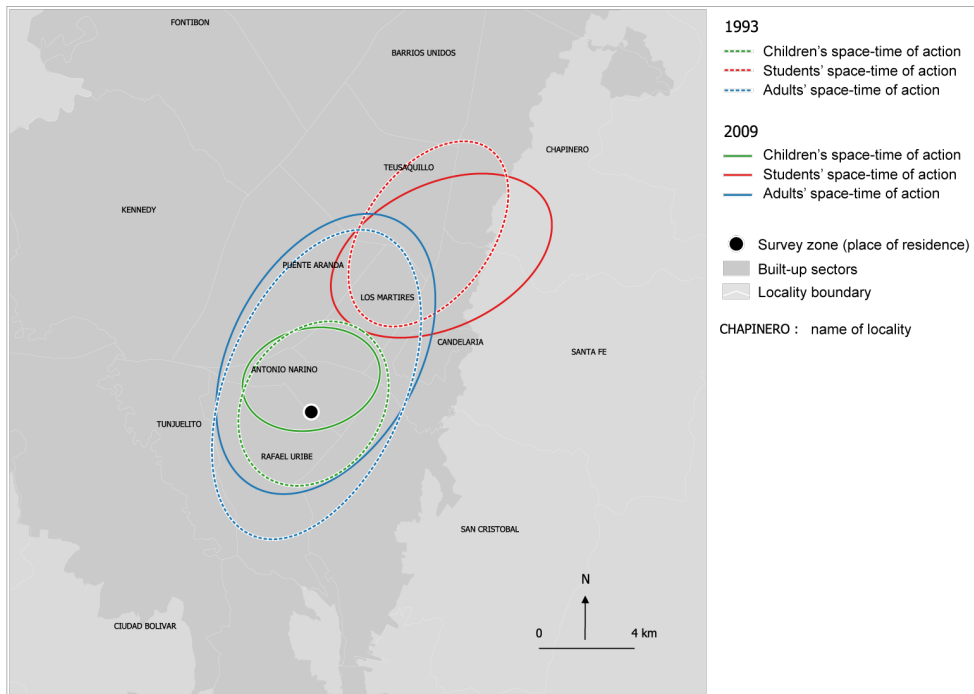 FONTIBON
BARRIOS UNIDOS
CHAPINERO
TEUSAQUILLO
KENNEDY
PUENTE ARANDA
LOS MARTIRES
CANDELARIA
SANTA FE
ANTONIO NARINO
TUNJUELITO
RAFAEL URIBE
SAN CRISTOBAL
CIUDAD BOLIVAR
N
0 4 km
1993
Children's space-time of action
Students' space-time of action
Adults' space-time of action
2009
Children's space-time of action
Students' space-time of action
Adults' space-time of action
Survey zone (place of residence)
Built-up sectors
Locality boundary
CHAPINERO : name of locality